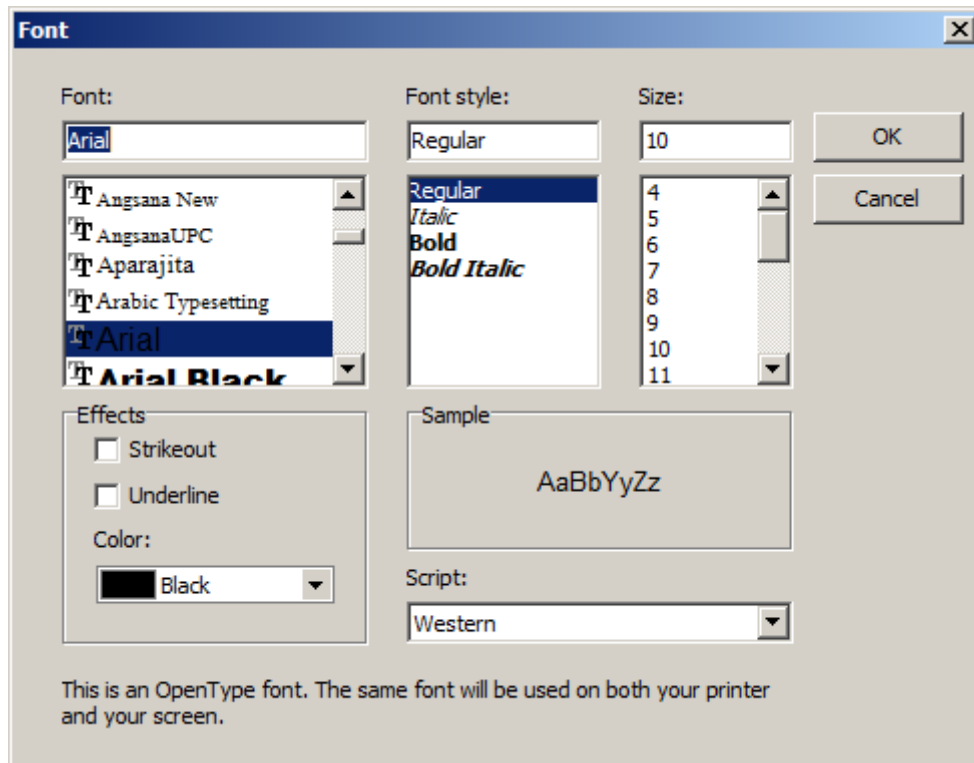 Font
Font:
Arial
Angsana New
AngsanaUPC
Aparajita
Arabic Typesetting
Arial
Arial Black
Font style:
Regular
Regular
Italic
Bold
Bold Italic
Size:
10
4
5
6
7
8
9
10
11
OK
Cancel
Effects
Strikeout
Underline
Color:
Black
Sample
AaBbYyZz
Script:
Western
This is an OpenType font. The same font will be used on both your printer
and your screen.